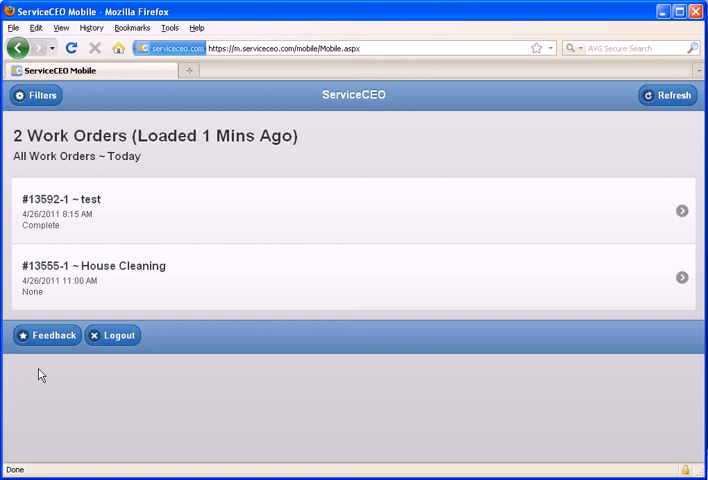 ServiceCEO Mobile - Mozilla Firefox
File Edit View History Bookmarks Tools Help
serviceceo.com https://m.serviceceo.com/mobile/Mobile.aspx AVG Secure Search
ServiceCEO Mobile
Filters ServiceCEO Refresh
2 Work Orders (Loaded 1 Mins Ago)
All Work Orders ~ Today
#13592-1 ~ test
4/26/2011 8:15 AM
Complete
#13555-1 ~ House Cleaning
4/26/2011 11:00 AM
None
Feedback Logout
Done